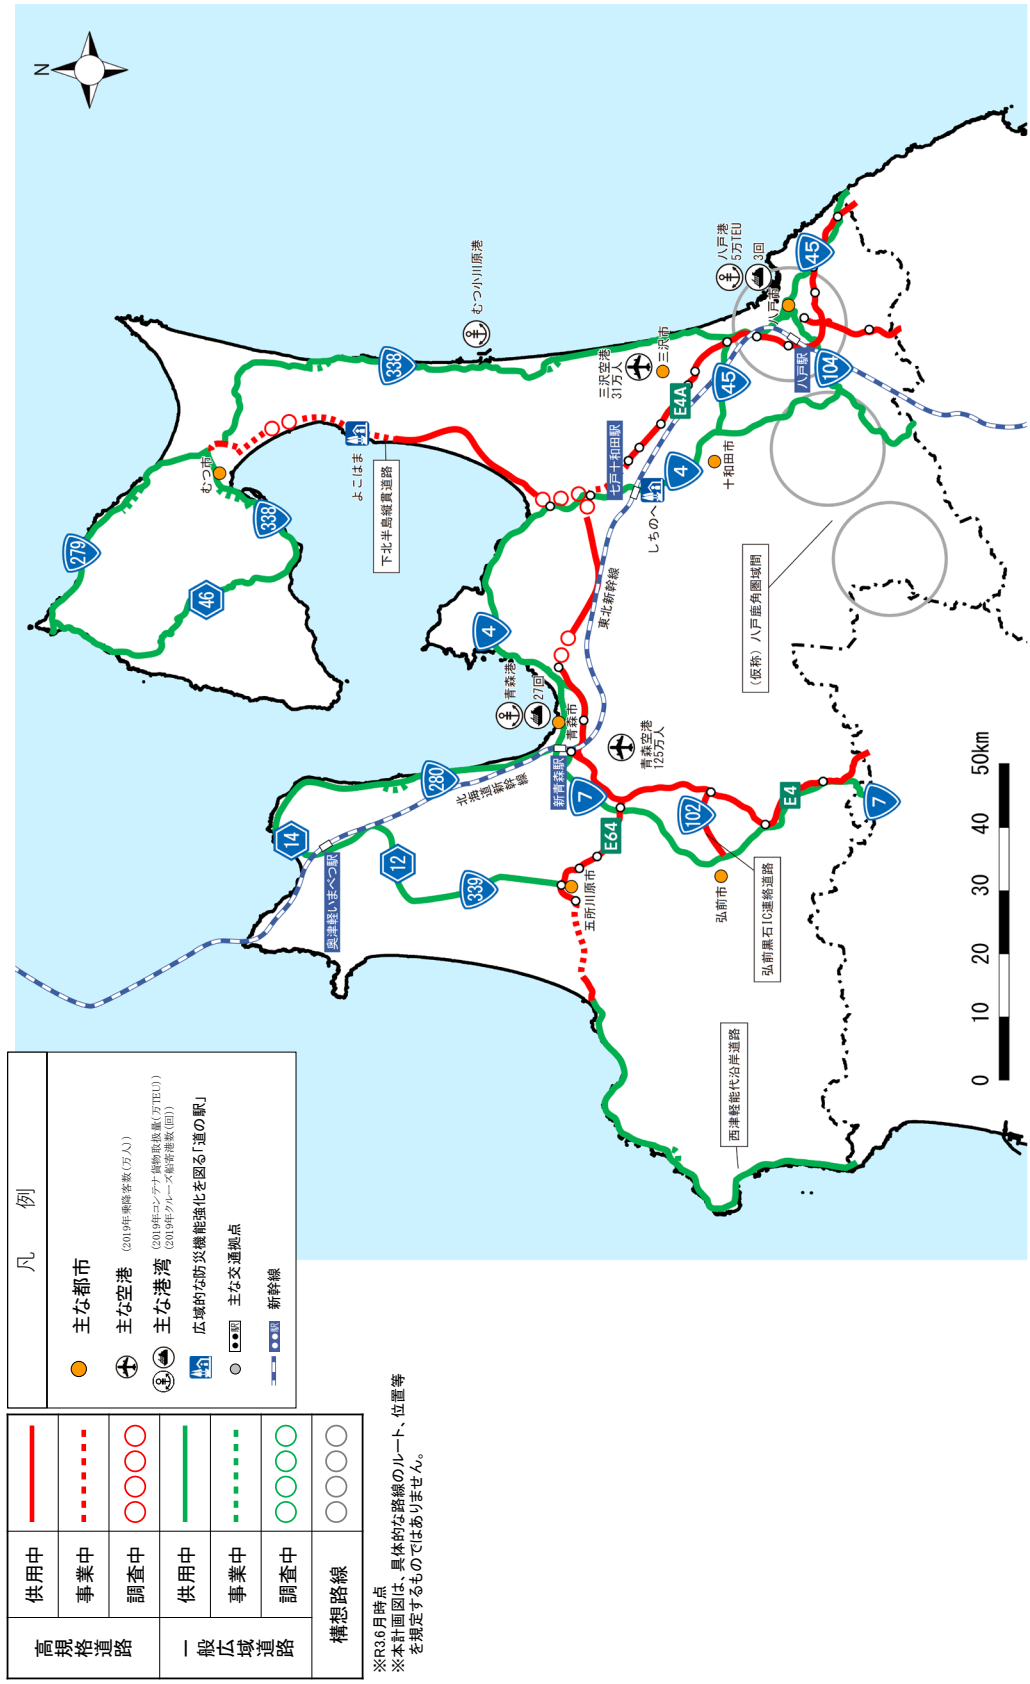 高規格道路
供用中
事業中
調査中
一般広域道路
供用中
事業中
調査中
構想路線
※R3.6月時点
※本計画図は、具体的な路線のルート、位置等
を規定するものではありません。
凡　例
主な都市
主な空港 (2019年乗降客数(万人))
主な港湾 (2019年コンテナ貨物取扱量(万TEU))
(2019年クルーズ船寄港数(回))
広域的な防災機能強化を図る「道の駅」
●●駅 主な交通拠点
●●駅 新幹線
N
279
46
338
むつ市
338
よこはま
下北半島縦貫道路
むつ小川原港
14
奥津軽いまべつ駅
12
339
280
北海道新幹線
4
青森港
27回
青森市
新青森駅
7
青森空港
125万人
東北新幹線
E64
五所川原市
102
弘前市
弘前黒石IC連絡道路
E4
7
西津軽能代沿岸道路
七戸十和田駅
しちのへ
4
十和田市
E4A
三沢空港
31万人
三沢市
45
八戸港
5万TEU
3回
八戸市
八戸駅
45
104
(仮称)八戸鹿角圏域間
0
10
20
30
40
50km